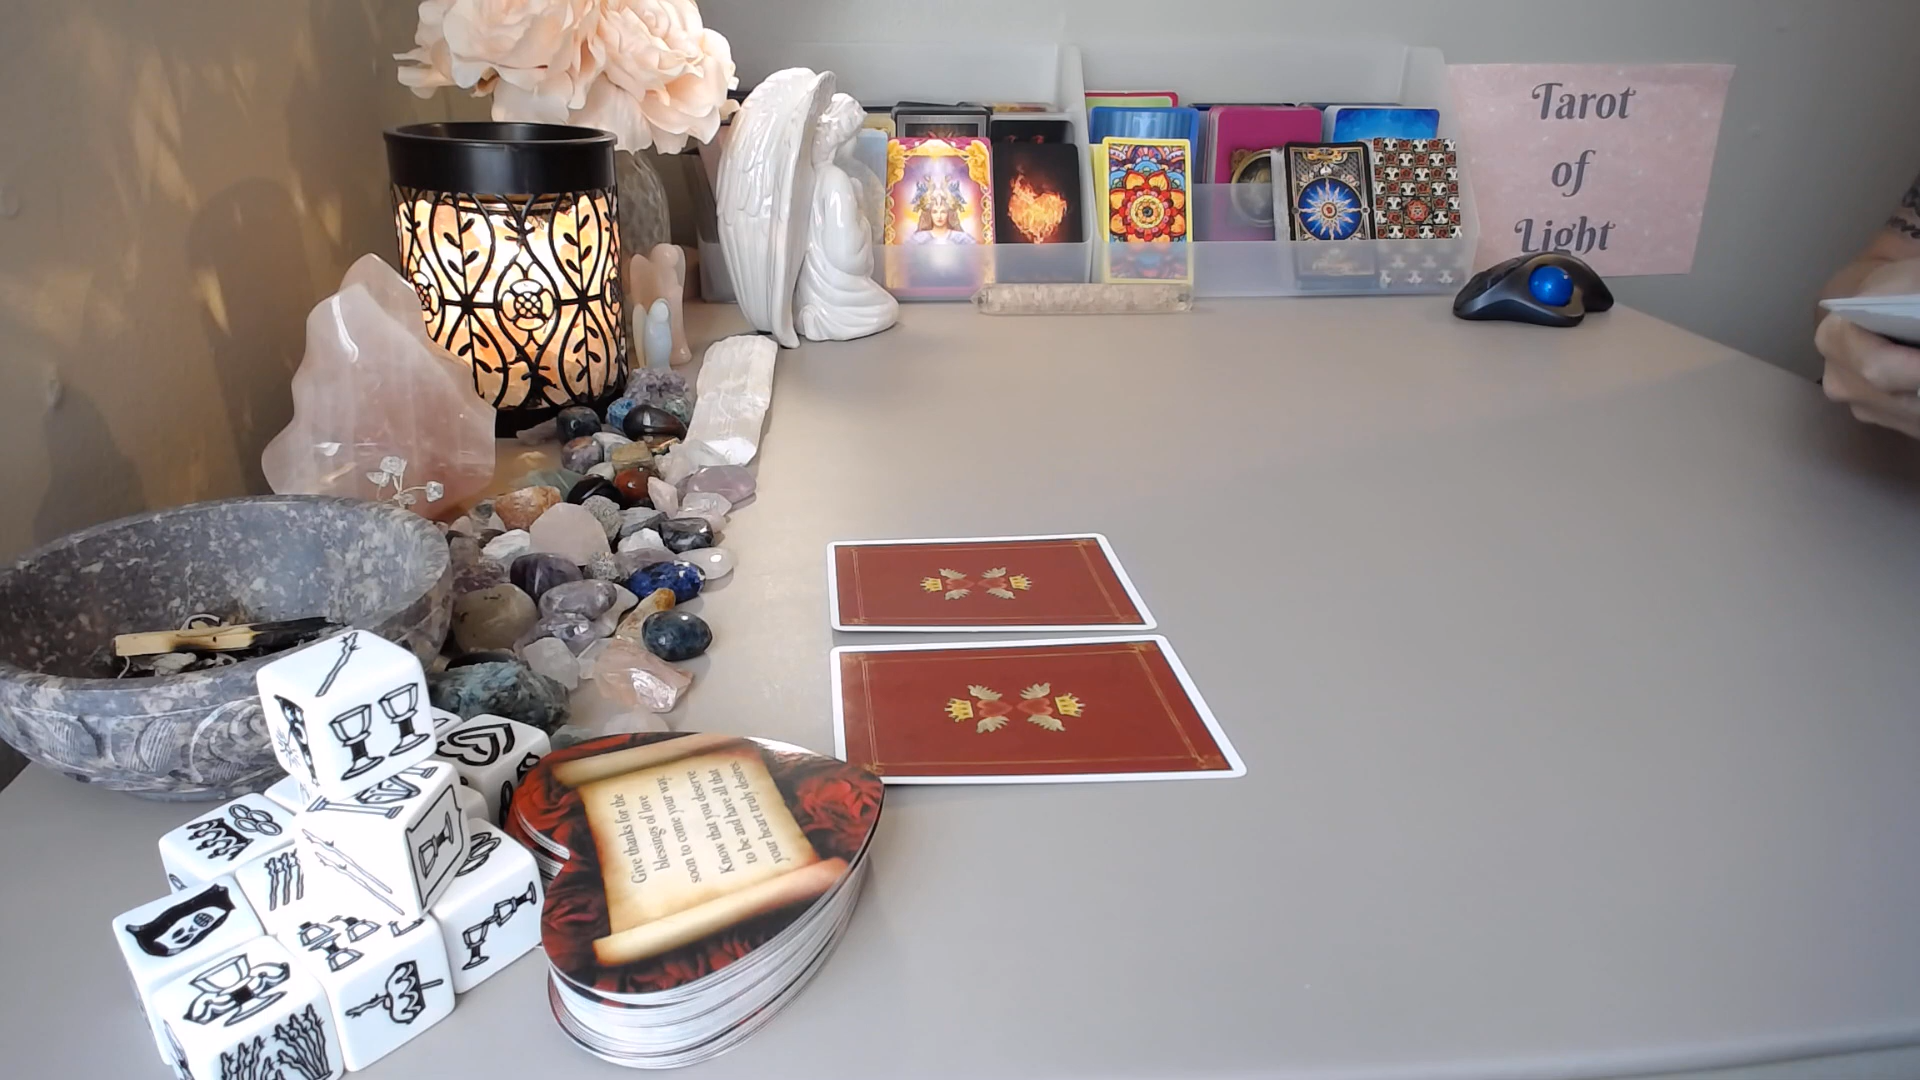 Tarot
of
Light
Give thanks for the
blessings of love
soon to come your way.
Know that you deserve
to be and have all that
your heart truly desires.